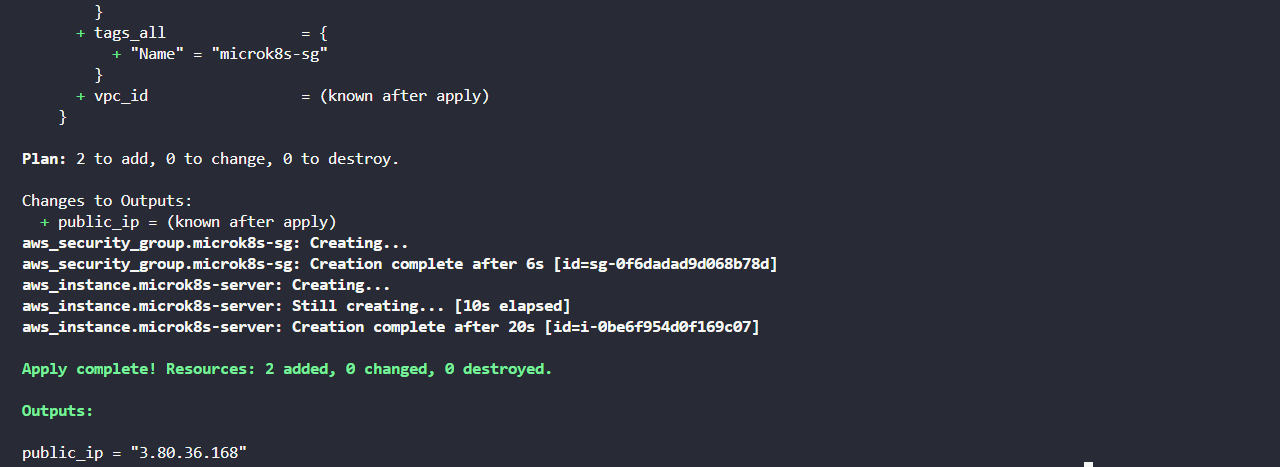 }
      + tags_all               = {
          + "Name" = "microk8s-sg"
        }
      + vpc_id                 = (known after apply)
    }
Plan: 2 to add, 0 to change, 0 to destroy.
Changes to Outputs:
  + public_ip = (known after apply)
aws_security_group.microk8s-sg: Creating...
aws_security_group.microk8s-sg: Creation complete after 6s [id=sg-0f6dadad9d068b78d]
aws_instance.microk8s-server: Creating...
aws_instance.microk8s-server: Still creating... [10s elapsed]
aws_instance.microk8s-server: Creation complete after 20s [id=i-0be6f954d0f169c07]
Apply complete! Resources: 2 added, 0 changed, 0 destroyed.
Outputs:
public_ip = "3.80.36.168"